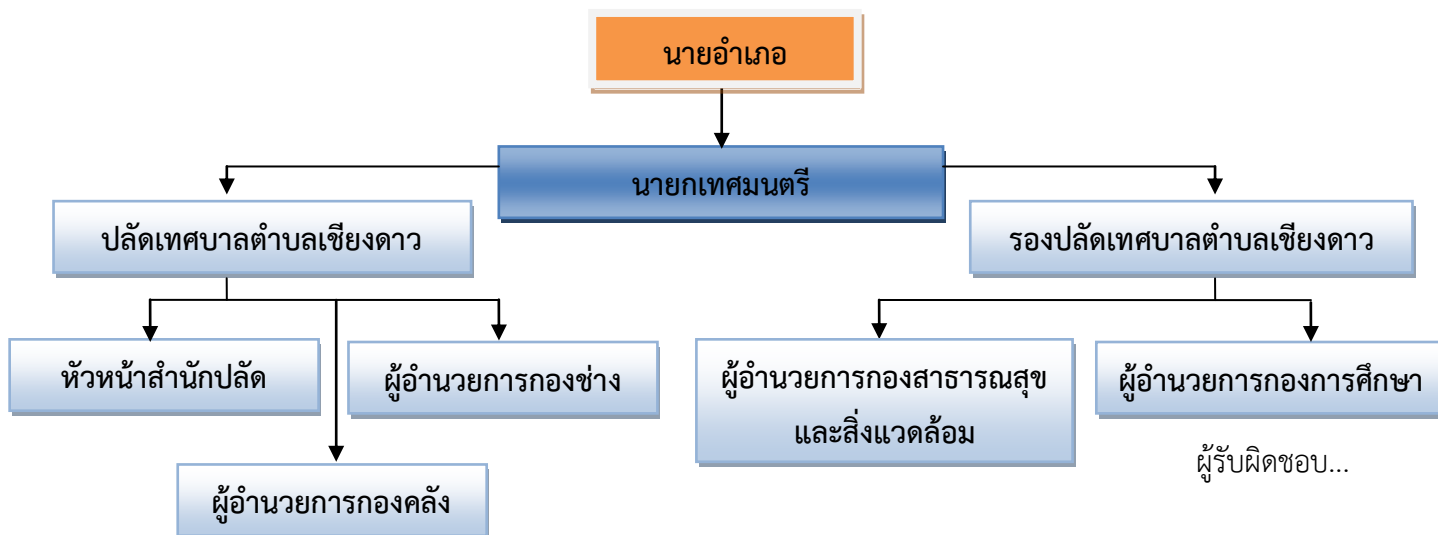 นายอำเภอ
นายกเทศมนตรี
ปลัดเทศบาลตำบลเชียงดาว
รองปลัดเทศบาลตำบลเชียงดาว
หัวหน้าสำนักปลัด
ผู้อำนวยการกองช่าง
ผู้อำนวยการกองสาธารณสุข
และสิ่งแวดล้อม
ผู้อำนวยการกองการศึกษา
ผู้รับผิดชอบ...
ผู้อำนวยการกองคลัง